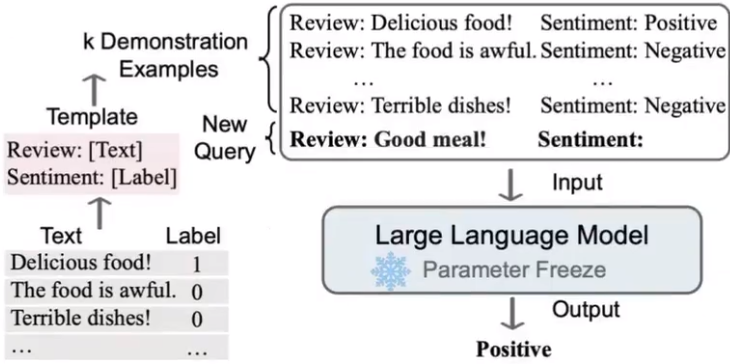 k Demonstration
Examples
Review: Delicious food! Sentiment: Positive
Review: The food is awful. Sentiment: Negative
... ...
Review: Terrible dishes! Sentiment: Negative
New
Query
Review: Good meal! Sentiment:
Template
Review: [Text]
Sentiment: [Label]
Text Label
Delicious food! 1
The food is awful. 0
Terrible dishes! 0
... ...
Input
Large Language Model
Parameter Freeze
Output
Positive